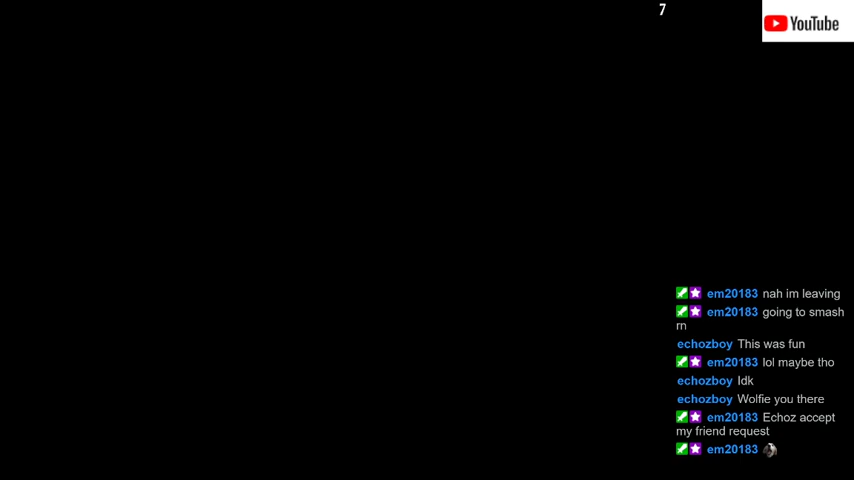 7
YouTube
em20183 nah im leaving
em20183 going to smash
rn
echozboy This was fun
em20183 lol maybe tho
echozboy Idk
echozboy Wolfie you there
em20183 Echoz accept
my friend request
em20183